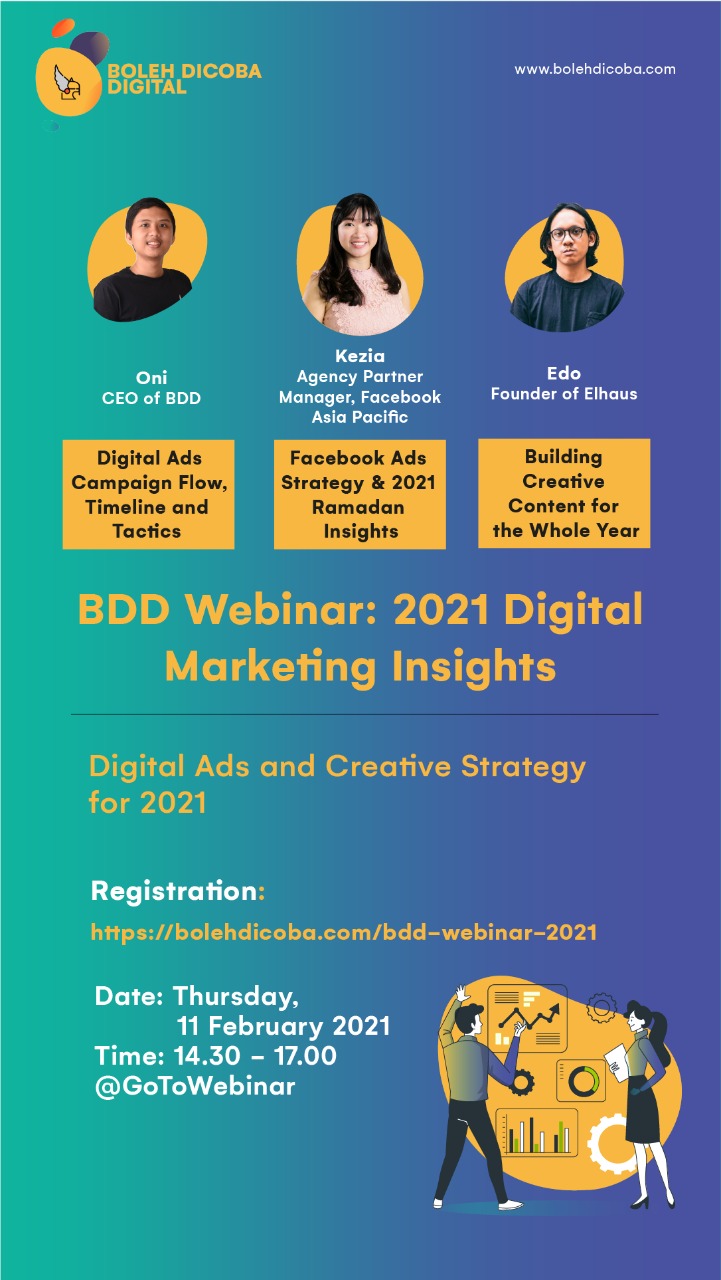 BOLEH DICOBA
DIGITAL
www.bolehdicoba.com
Oni
CEO of BDD
Kezia
Agency Partner
Manager, Facebook
Asia Pacific
Edo
Founder of Elhaus
Digital Ads
Campaign Flow,
Timeline and
Tactics
Facebook Ads
Strategy & 2021
Ramadan
Insights
Building
Creative
Content for
the Whole Year
BDD Webinar: 2021 Digital
Marketing Insights
Digital Ads and Creative Strategy
for 2021
Registration:
https://bolehdicoba.com/bdd-webinar-2021
Date: Thursday,
11 February 2021
Time: 14.30 - 17.00
@GoToWebinar